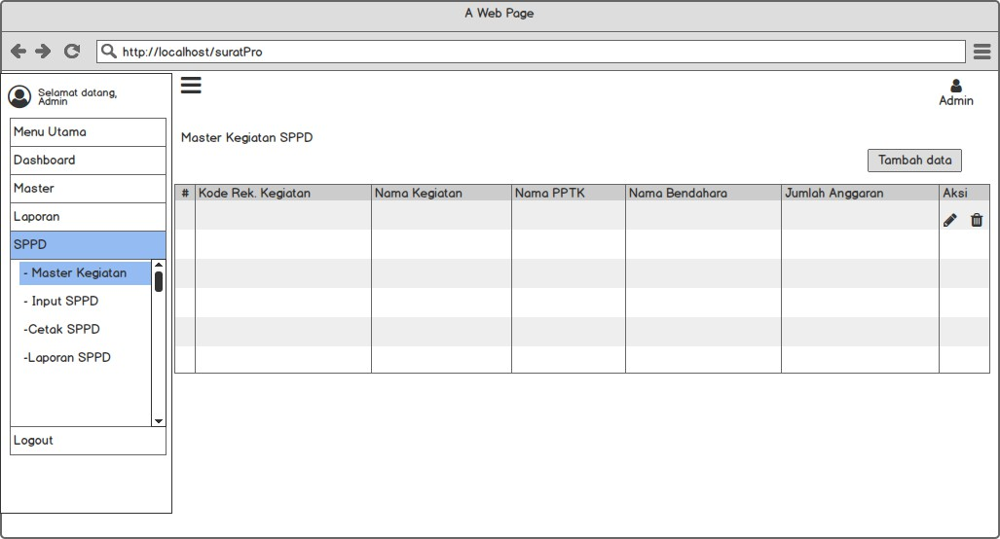 A Web Page
http://localhost/suratPro
Selamat datang,
Admin
Admin
Menu Utama
Dashboard
Master
Laporan
SPPD
- Master Kegiatan
- Input SPPD
-Cetak SPPD
-Laporan SPPD
Logout
Master Kegiatan SPPD
Tambah data
# Kode Rek. Kegiatan Nama Kegiatan Nama PPTK Nama Bendahara Jumlah Anggaran Aksi